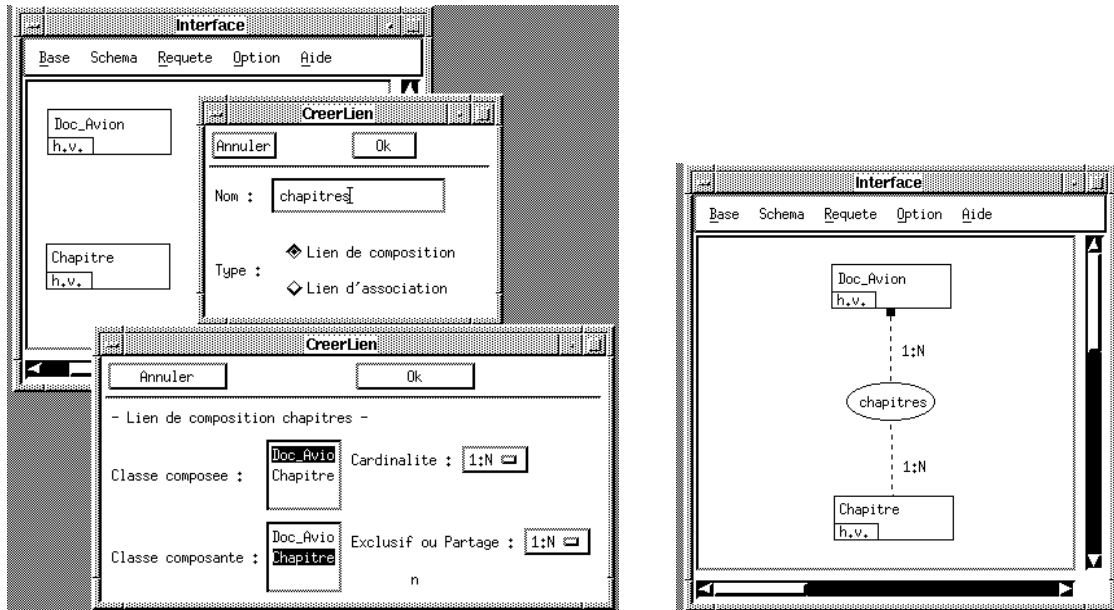 Interface
Base Schema Requete Option Aide
Doc_Avion
h.v.
Chapitre
h.v.
CreerLien
Annuler Ok
Nom : chapitres
Type :
Lien de composition
Lien d'association
CreerLien
Annuler Ok
- Lien de composition chapitres -
Classe composee :
Doc_Avio
Chapitre
Cardinalite : 1:N
Classe composante :
Doc_Avio
Chapitre
Exclusif ou Partage : 1:N
n
Interface
Base Schema Requete Option Aide
Doc_Avion
h.v.
1:N
chapitres
1:N
Chapitre
h.v.